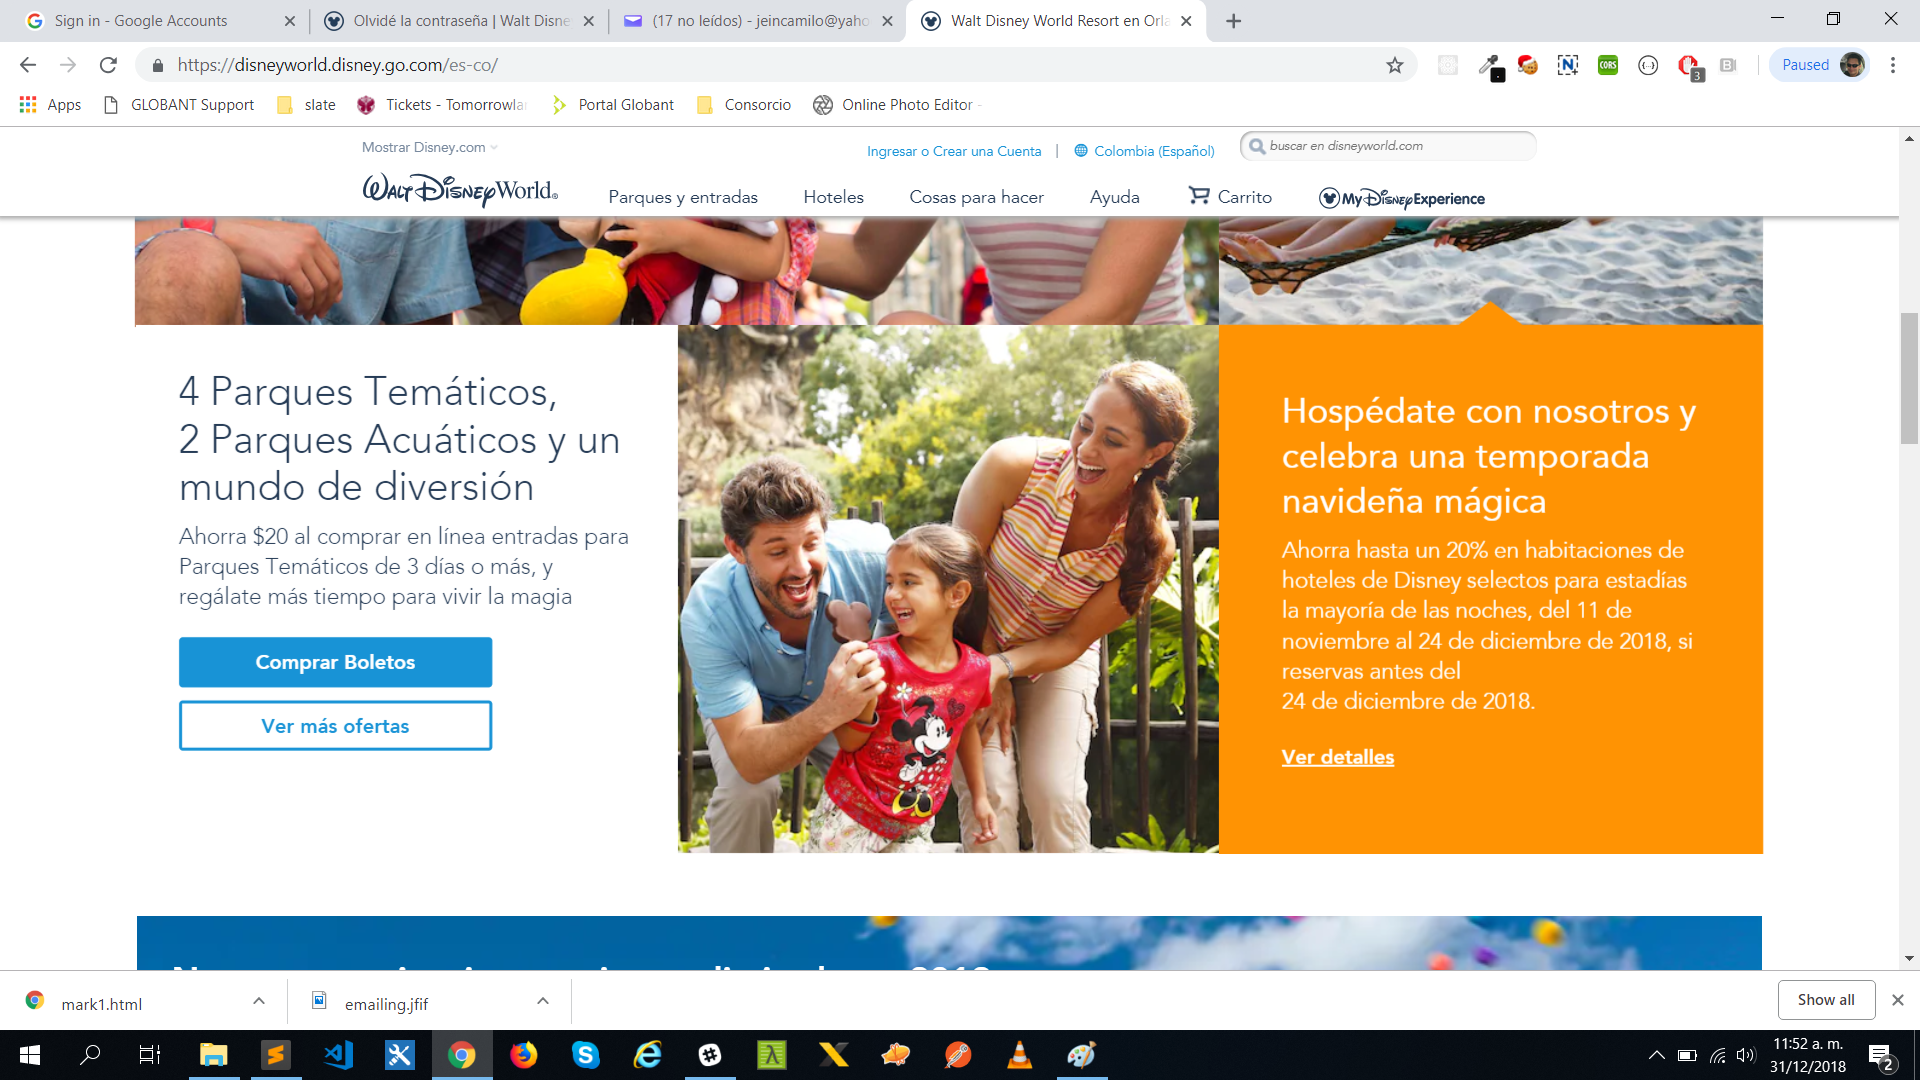 Sign in - Google Accounts
Olvidé la contraseña | Walt Disne
(17 no leídos) - jeincamilo@yaho
Walt Disney World Resort en Orla
https://disneyworld.disney.go.com/es-co/
Paused
Apps
GLOBANT Support
slate
Tickets - Tomorrowla
Portal Globant
Consorcio
Online Photo Editor -
Mostrar Disney.com
Ingresar o Crear una Cuenta |
Colombia (Español)
buscar en disneyworld.com
Walt Disney World
Parques y entradas
Hoteles
Cosas para hacer
Ayuda
Carrito
My Disney Experience
4 Parques Temáticos,
2 Parques Acuáticos y un
mundo de diversión
Ahorra $20 al comprar en línea entradas para
Parques Temáticos de 3 días o más, y
regálate más tiempo para vivir la magia
Comprar Boletos
Ver más ofertas
Hospédate con nosotros y
celebra una temporada
navideña mágica
Ahorra hasta un 20% en habitaciones de
hoteles de Disney selectos para estadías
la mayoría de las noches, del 11 de
noviembre al 24 de diciembre de 2018, si
reservas antes del
24 de diciembre de 2018.
Ver detalles
mark1.html
emailing.jfif
Show all
11:52 a. m.
31/12/2018
2